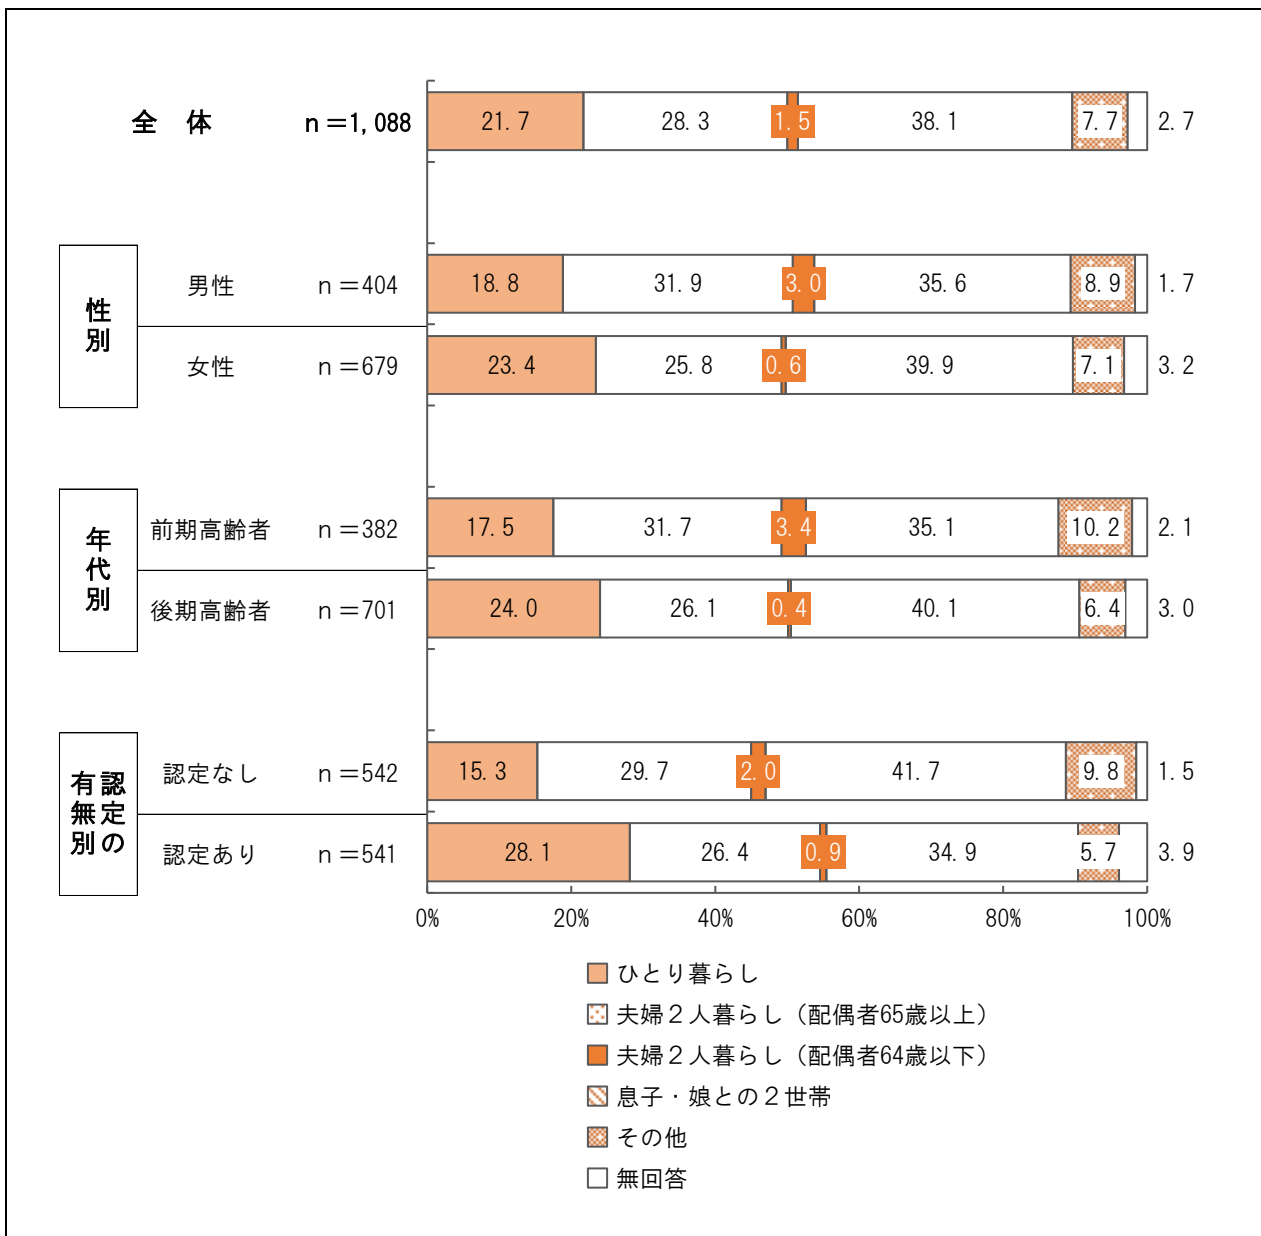 全 体 n＝1,088 21.7 28.3 1.5 38.1 7.7 2.7
性別
男性 n＝404 18.8 31.9 3.0 35.6 8.9 1.7
女性 n＝679 23.4 25.8 0.6 39.9 7.1 3.2
年代別
前期高齢者 n＝382 17.5 31.7 3.4 35.1 10.2 2.1
後期高齢者 n＝701 24.0 26.1 0.4 40.1 6.4 3.0
認定の有無別
認定なし n＝542 15.3 29.7 2.0 41.7 9.8 1.5
認定あり n＝541 28.1 26.4 0.9 34.9 5.7 3.9
0% 20% 40% 60% 80% 100%
ひとり暮らし
夫婦２人暮らし（配偶者65歳以上）
夫婦２人暮らし（配偶者64歳以下）
息子・娘との２世帯
その他
無回答